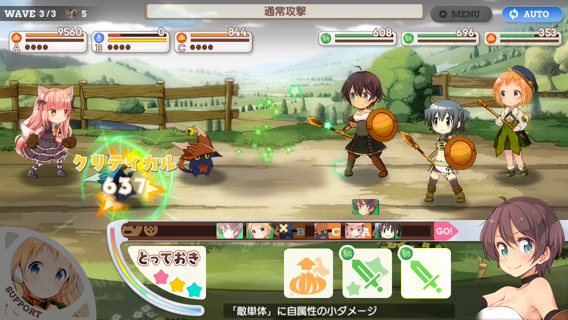 WAVE 3/3 5
通常攻撃
MENU
AUTO
9560
0
844
608
696
353
A
B
C
クリティカル
637
B
C
A
GO!
とっておき
SUPPORT
「敵単体」に自属性の小ダメージ